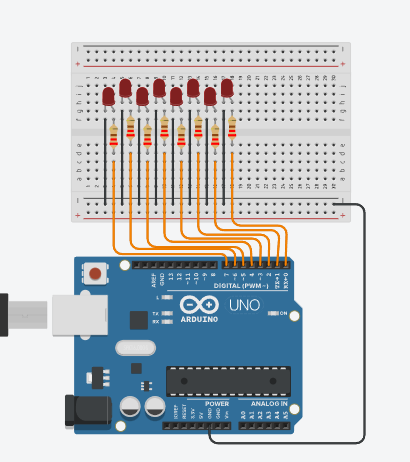 AREF
GND
13
12
~11
~10
~9
8
7
~6
~5
4
~3
2
TX→1
RX←0
DIGITAL (PWM~)
L
TX
RX
UNO
ARDUINO
ON
POWER
ANALOG IN
IOREF
RESET
3.3V
5V
GND
GND
Vin
A0
A1
A2
A3
A4
A5